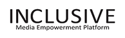 INCLUSIVE
Media Empowerment Platform